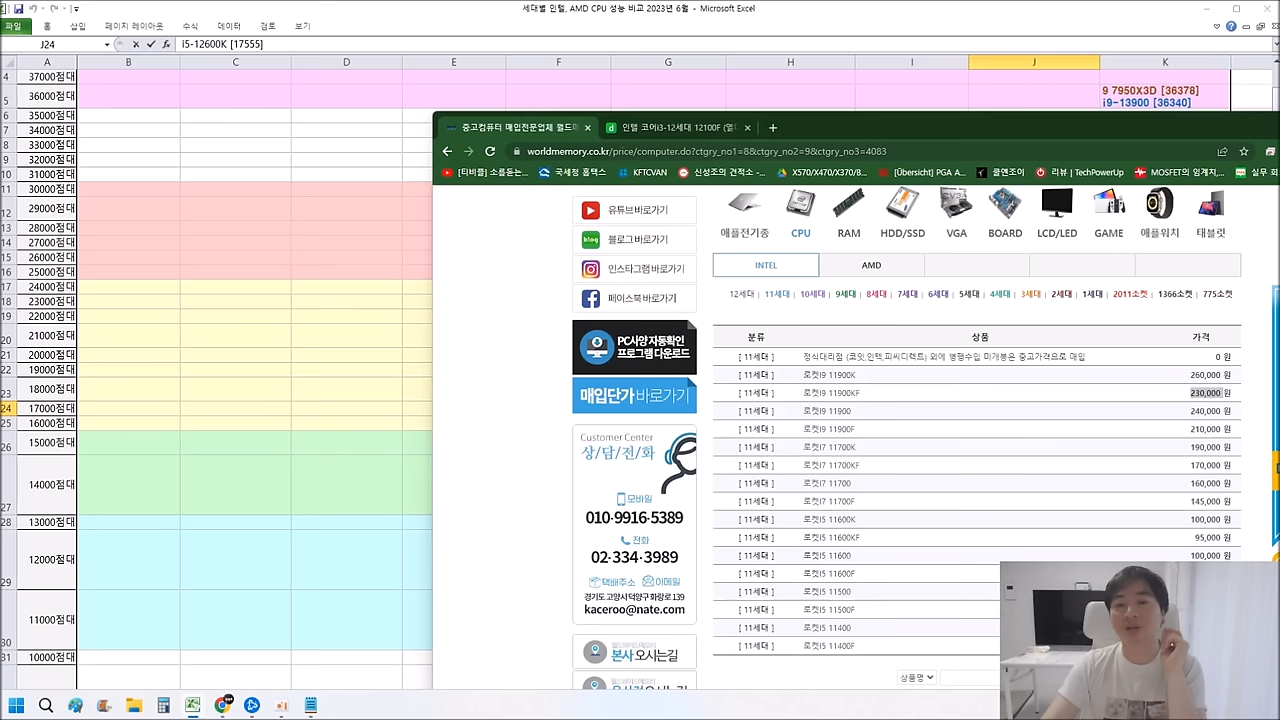 세대별 인텔, AMD CPU 성능 비교 2023년 6월 - Microsoft Excel
파일 홈 삽입 페이지 레이아웃 수식 데이터 검토 보기
J24 fx i5-12600K [17555]
A B C D E F G H I J K
4 37000점대
5 36000점대
9 7950X3D [36378]
i9-13900 [36340]
6 35000점대
7 34000점대
8 33000점대
9 32000점대
10 31000점대
11 30000점대
12 29000점대
13 28000점대
14 27000점대
15 26000점대
16 25000점대
17 24000점대
18 23000점대
19 22000점대
20 21000점대
21 20000점대
22 19000점대
23 18000점대
24 17000점대
25 16000점대
26 15000점대
27 14000점대
28 13000점대
29 12000점대
30 11000점대
31 10000점대
중고컴퓨터 매입전문업체 월드메 × 인텔 코어i3-12세대 12100F (엘더 × +
worldmemory.co.kr/price/computer.do?ctgry_no1=8&ctgry_no2=9&ctgry_no3=4083
[티비플] 소름돋는... 국세청 홈택스 KFTCVAN 신성조의 견적소 -... X570/X470/X370/B... [Übersicht] PGA A... 쿨엔조이 리뷰 | TechPowerUp MOSFET의 임계치,... 실무 회
유튜브 바로가기
blog 블로그 바로가기
인스타그램 바로가기
페이스북 바로가기
PC사양 자동확인
프로그램 다운로드
매입단가 바로가기
Customer Center
상/담/전/화
모바일
010·9916·5389
전화
02·334·3989
택배주소 이메일
경기도 고양시 덕양구 화랑로 139
kaceroo@nate.com
월드와이드메모리
본사 오시는길
애플전기종 CPU RAM HDD/SSD VGA BOARD LCD/LED GAME 애플워치 태블릿
INTEL AMD
12세대 | 11세대 | 10세대 | 9세대 | 8세대 | 7세대 | 6세대 | 5세대 | 4세대 | 3세대 | 2세대 | 1세대 | 2011소켓 | 1366소켓 | 775소켓
분류 상품 가격
[ 11세대 ] 정식대리점 (코잇,인텍,피씨디렉트) 외에 병행수입 미개봉은 중고가격으로 매입 0 원
[ 11세대 ] 로켓I9 11900K 260,000 원
[ 11세대 ] 로켓I9 11900KF 230,000 원
[ 11세대 ] 로켓I9 11900 240,000 원
[ 11세대 ] 로켓I9 11900F 210,000 원
[ 11세대 ] 로켓I7 11700K 190,000 원
[ 11세대 ] 로켓I7 11700KF 170,000 원
[ 11세대 ] 로켓I7 11700 160,000 원
[ 11세대 ] 로켓I7 11700F 145,000 원
[ 11세대 ] 로켓I5 11600K 100,000 원
[ 11세대 ] 로켓I5 11600KF 95,000 원
[ 11세대 ] 로켓I5 11600 100,000 원
[ 11세대 ] 로켓I5 11600F
[ 11세대 ] 로켓I5 11500
[ 11세대 ] 로켓I5 11500F
[ 11세대 ] 로켓I5 11400
[ 11세대 ] 로켓I5 11400F
상품명